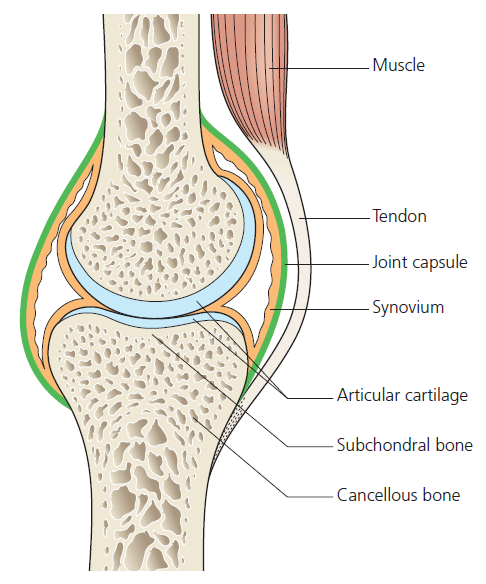 Muscle
Tendon
Joint capsule
Synovium
Articular cartilage
Subchondral bone
Cancellous bone